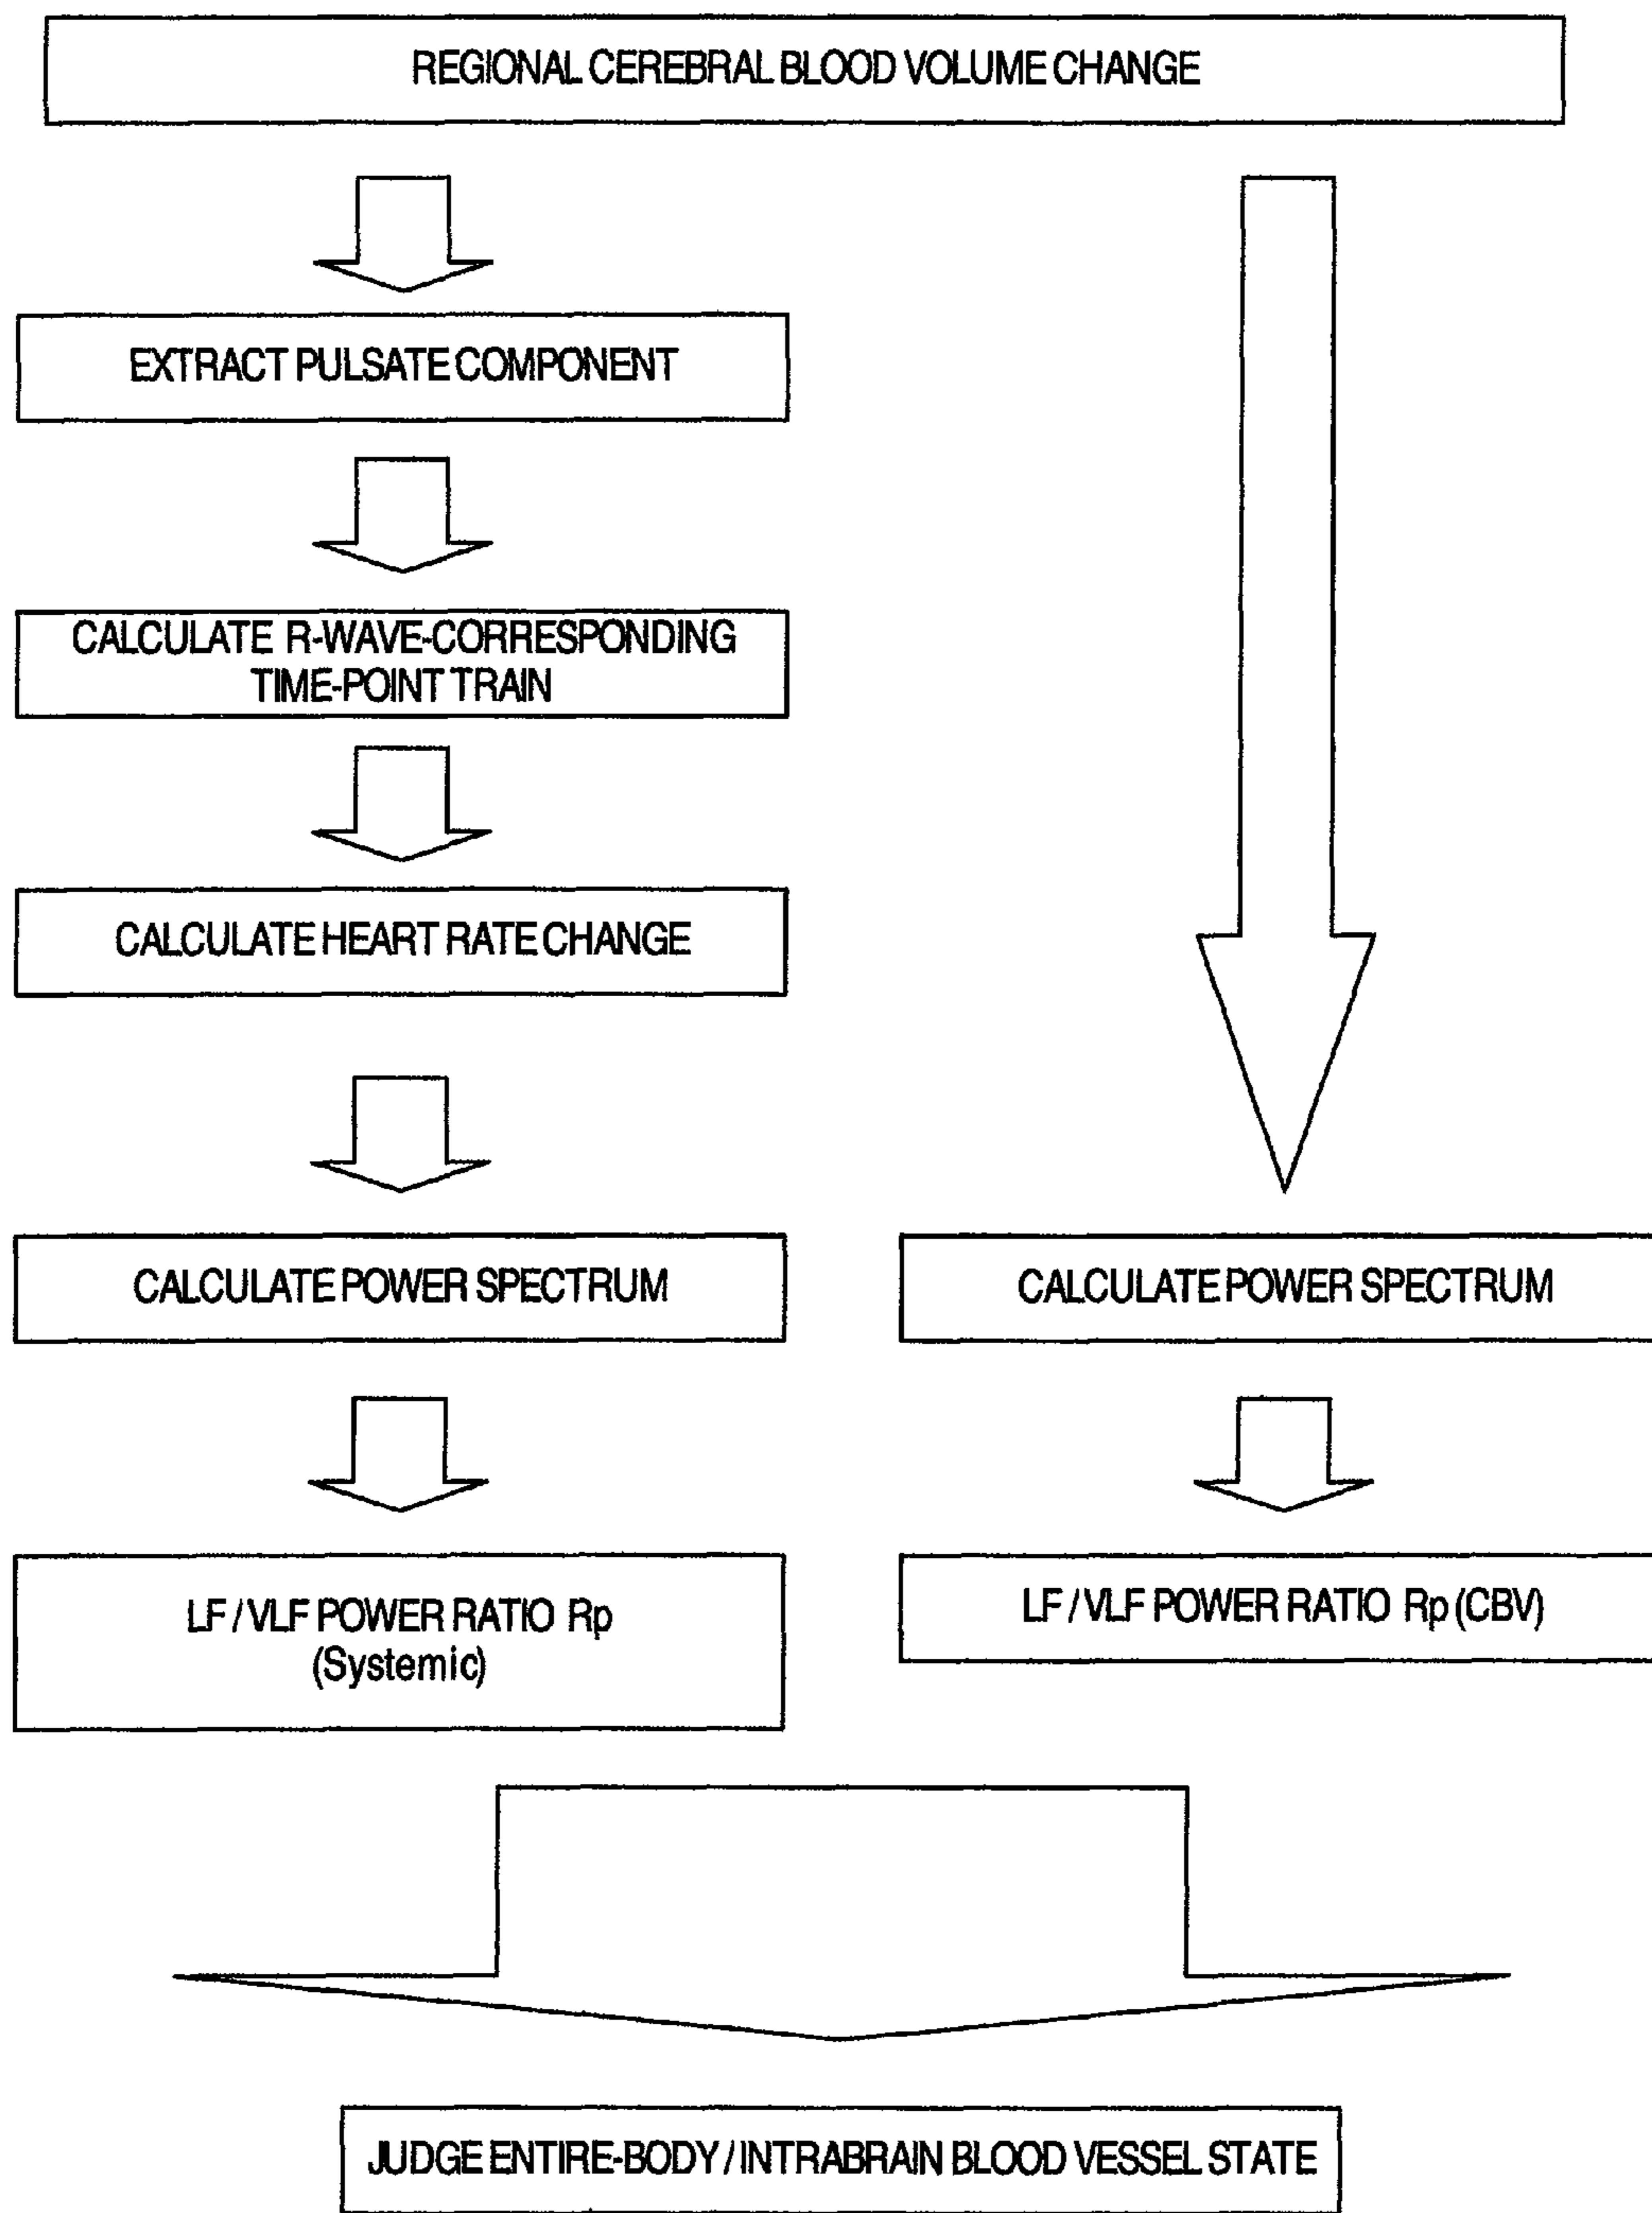 REGIONAL CEREBRAL BLOOD VOLUME CHANGE
EXTRACT PULSATE COMPONENT
CALCULATE R-WAVE-CORRESPONDING
TIME-POINT TRAIN
CALCULATE HEART RATE CHANGE
CALCULATE POWER SPECTRUM
CALCULATE POWER SPECTRUM
LF / VLF POWER RATIO Rp
(Systemic)
LF / VLF POWER RATIO Rp (CBV)
JUDGE ENTIRE-BODY / INTRABRAIN BLOOD VESSEL STATE